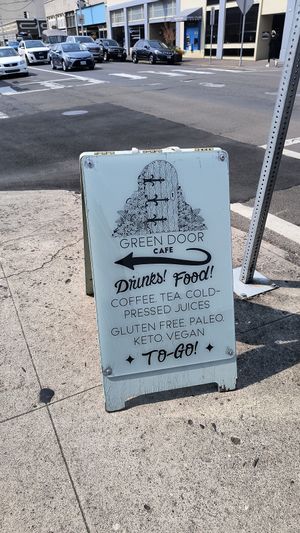 GREEN DOOR
CAFE
Drinks! Food!
COFFEE, TEA, COLD-
PRESSED JUICES
GLUTEN FREE, PALEO,
KETO, VEGAN
TO-GO!